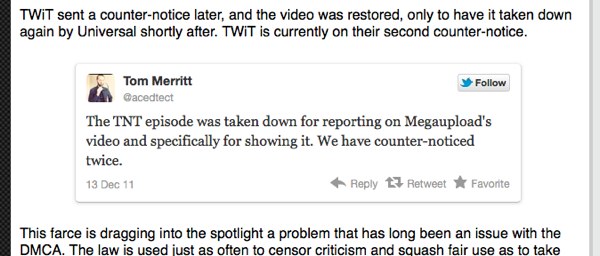 TWiT sent a counter-notice later, and the video was restored, only to have it taken down
again by Universal shortly after. TWiT is currently on their second counter-notice.
Tom Merritt
@acedtect
Follow
The TNT episode was taken down for reporting on Megaupload's
video and specifically for showing it. We have counter-noticed
twice.
13 Dec 11
Reply Retweet Favorite
This farce is dragging into the spotlight a problem that has long been an issue with the
DMCA. The law is used just as often to censor criticism and squash fair use as to take